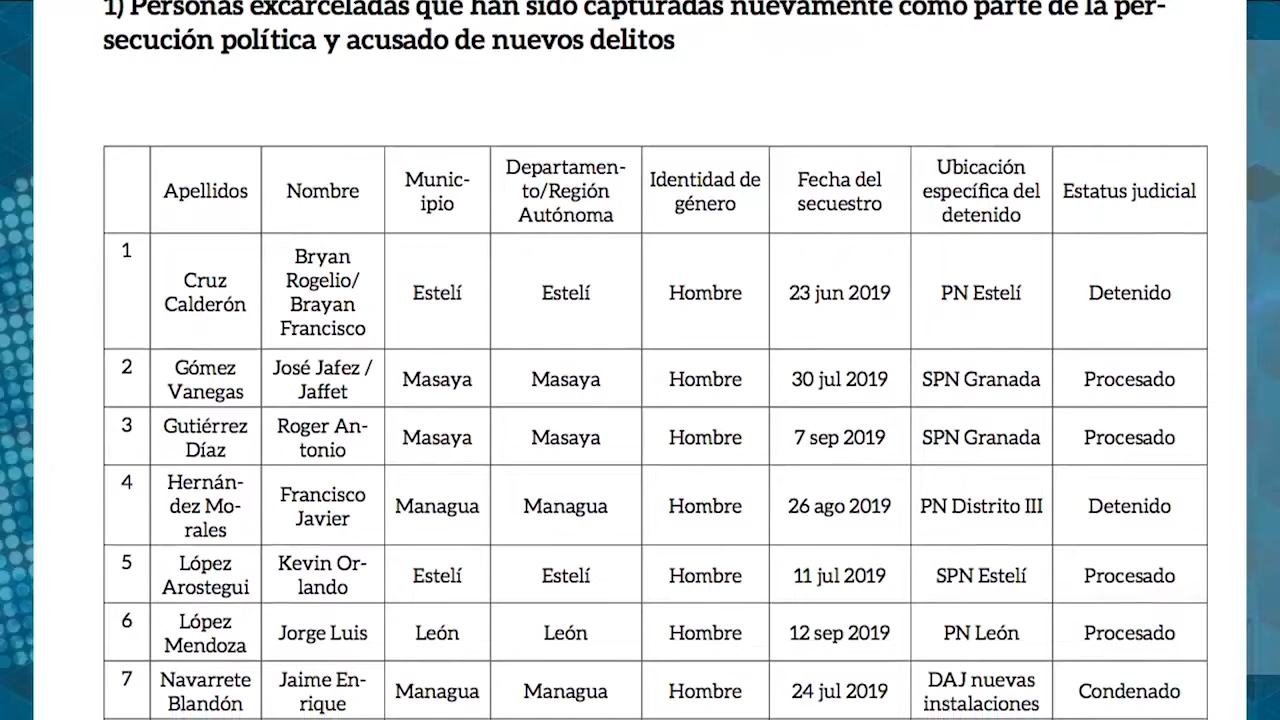 1) Personas excarceladas que han sido capturadas nuevamente como parte de la per-
secución política y acusado de nuevos delitos
Apellidos
Nombre
Munic-
ipio
Departamen-
to/Región
Autónoma
Identidad de
género
Fecha del
secuestro
Ubicación
específica del
detenido
Estatus judicial
1
Cruz
Calderón
Bryan
Rogelio/
Brayan
Francisco
Estelí
Estelí
Hombre
23 jun 2019
PN Estelí
Detenido
2
Gómez
Vanegas
José Jafez /
Jaffet
Masaya
Masaya
Hombre
30 jul 2019
SPN Granada
Procesado
3
Gutiérrez
Díaz
Roger An-
tonio
Masaya
Masaya
Hombre
7 sep 2019
SPN Granada
Procesado
4
Hernán-
dez Mo-
rales
Francisco
Javier
Managua
Managua
Hombre
26 ago 2019
PN Distrito III
Detenido
5
López
Arostegui
Kevin Or-
lando
Estelí
Estelí
Hombre
11 jul 2019
SPN Estelí
Procesado
6
López
Mendoza
Jorge Luis
León
León
Hombre
12 sep 2019
PN León
Procesado
7
Navarrete
Blandón
Jaime En-
rique
Managua
Managua
Hombre
24 jul 2019
DAJ nuevas
instalaciones
Condenado